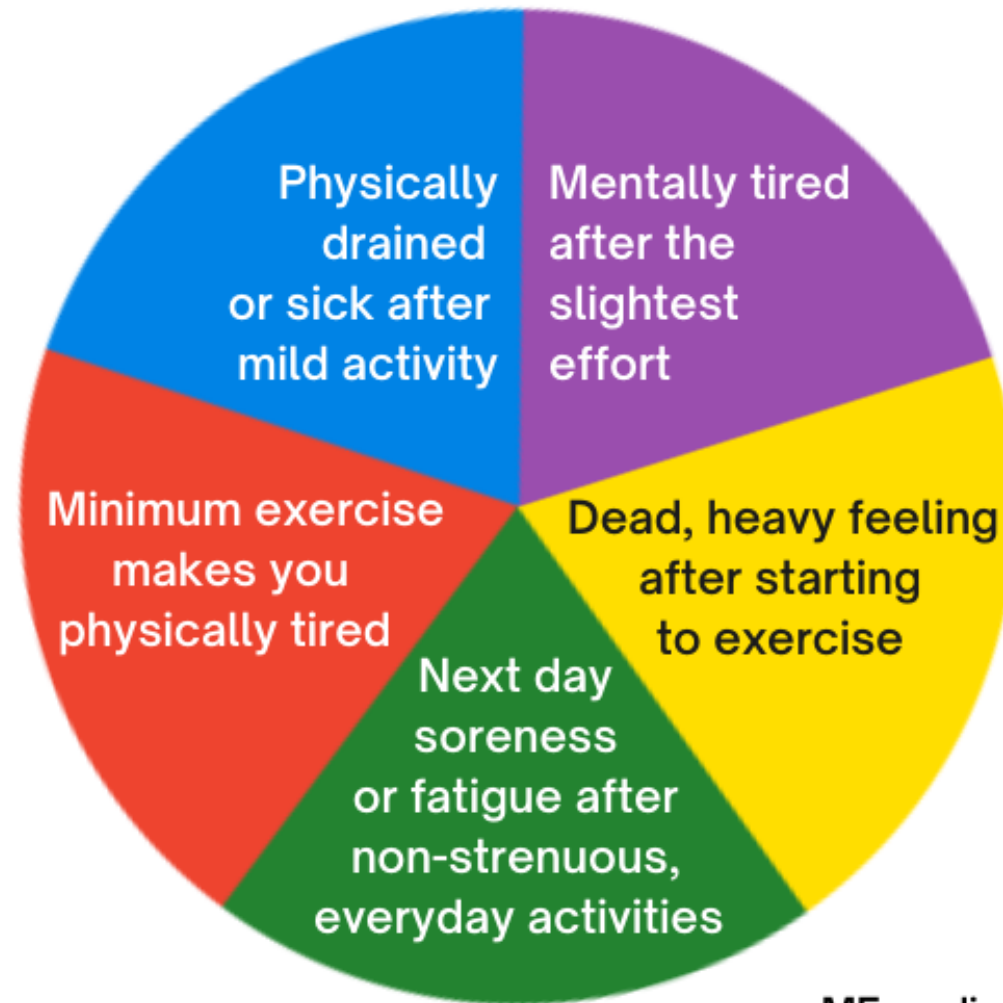 Physically
drained
or sick after
mild activity
Mentally tired
after the
slightest
effort
Minimum exercise
makes you
physically tired
Dead, heavy feeling
after starting
to exercise
Next day
soreness
or fatigue after
non-strenuous,
everyday activities